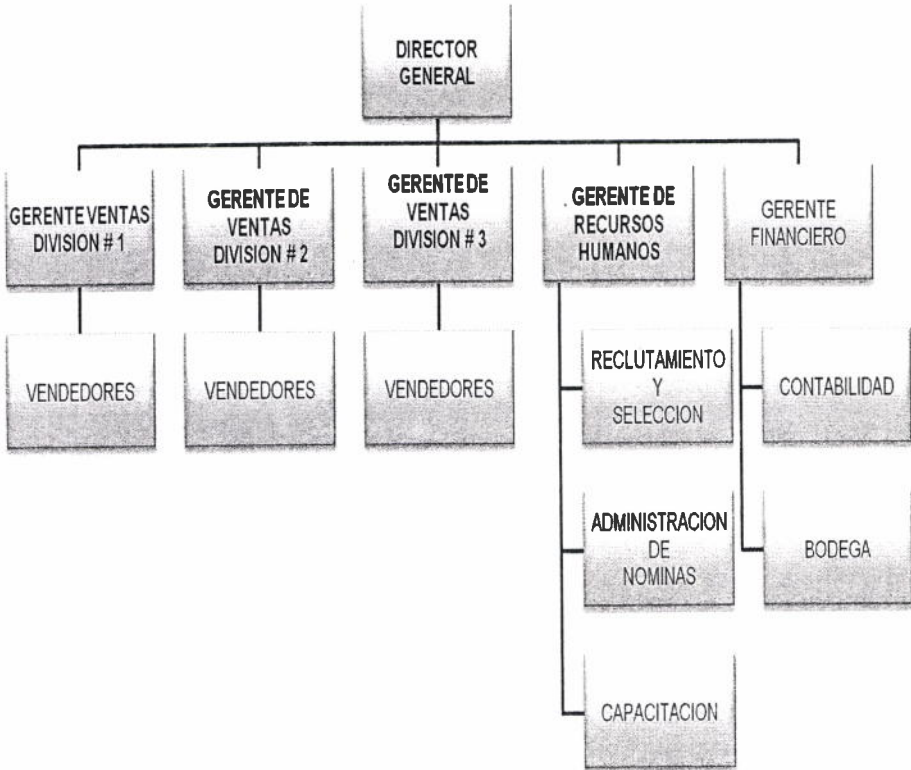 DIRECTOR
GENERAL
GERENTE VENTAS
DIVISION # 1
GERENTE DE
VENTAS
DIVISION # 2
GERENTE DE
VENTAS
DIVISION # 3
GERENTE DE
RECURSOS
HUMANOS
GERENTE
FINANCIERO
VENDEDORES
VENDEDORES
VENDEDORES
RECLUTAMIENTO
Y
SELECCION
CONTABILIDAD
ADMINISTRACION
DE
NOMINAS
BODEGA
CAPACITACION